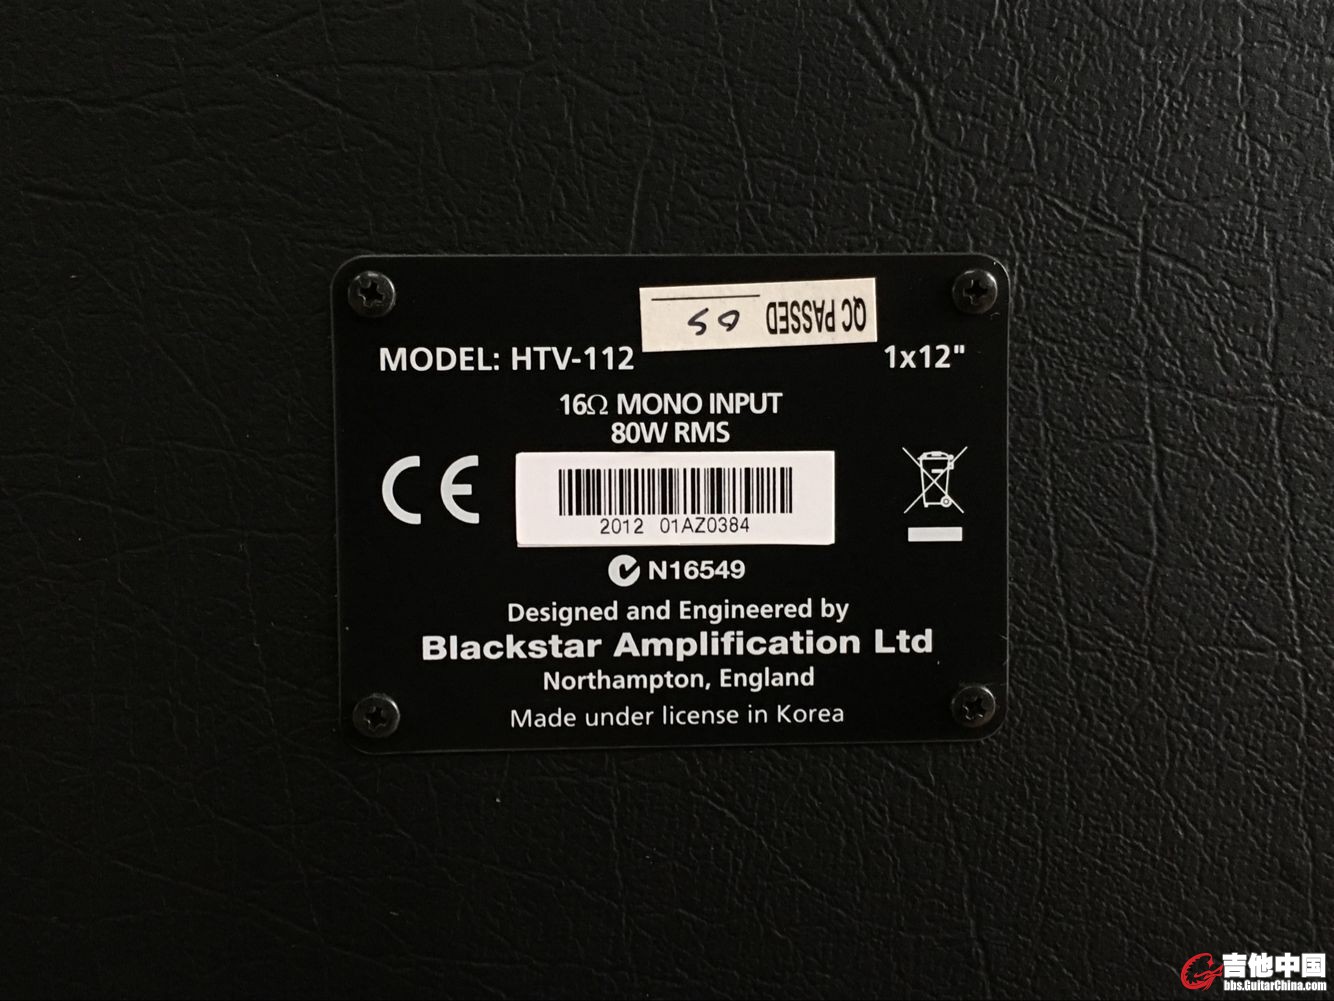 QC PASSED
MODEL: HTV-112
1x12"
16Ω MONO INPUT
80W RMS
CE
2012 01AZ0384
N16549
Designed and Engineered by
Blackstar Amplification Ltd
Northampton, England
Made under license in Korea
吉他中国
bbs.GuitarChina.com